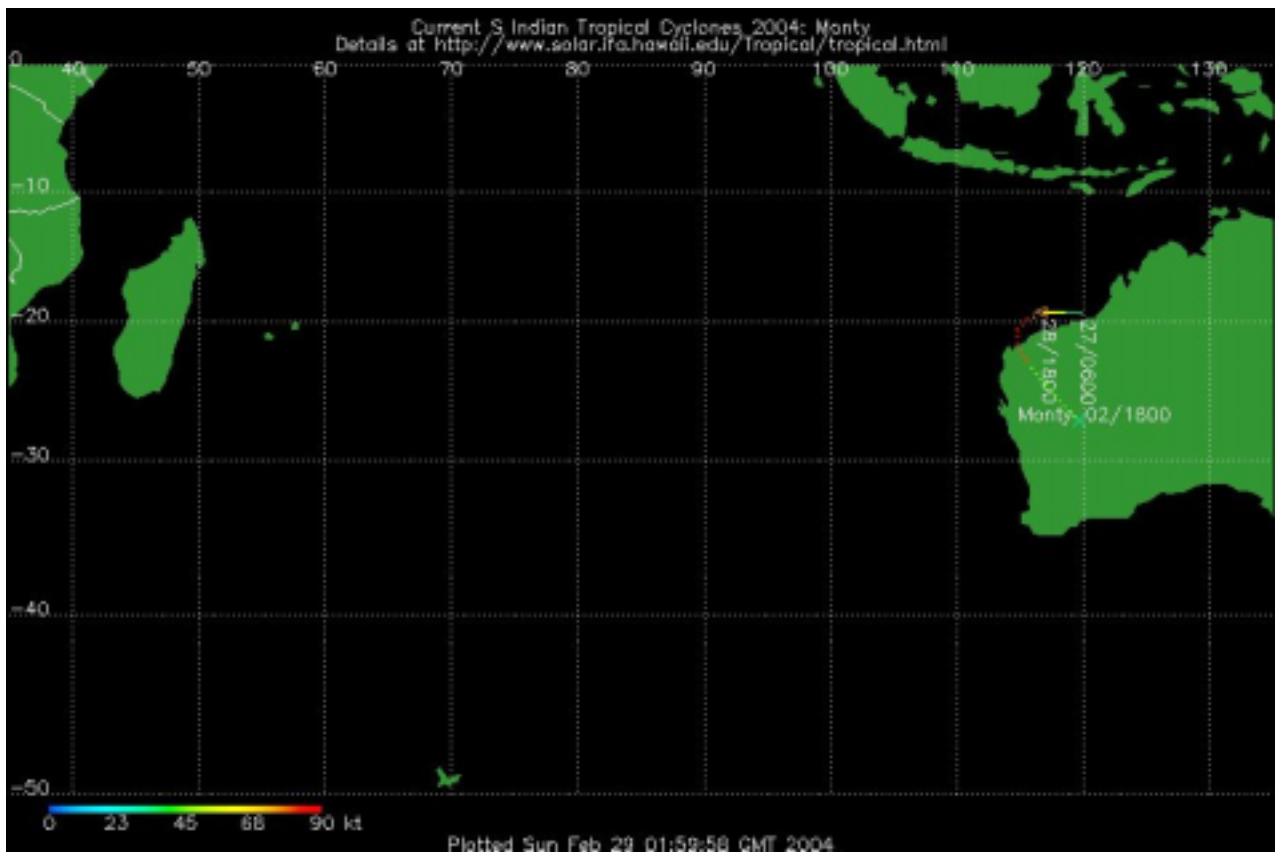 Current S Indian Tropical Cyclones 2004: Monty
Details at http://www.solar.ifa.hawaii.edu/Tropical/tropical.html
0 40 50 60 70 80 90 100 110 120 130
-10
-20
28/1800
27/0600
Monty 02/1800
-30
-40
-50
0 23 45 68 90 kt
Plotted Sun Feb 29 01:59:58 GMT 2004